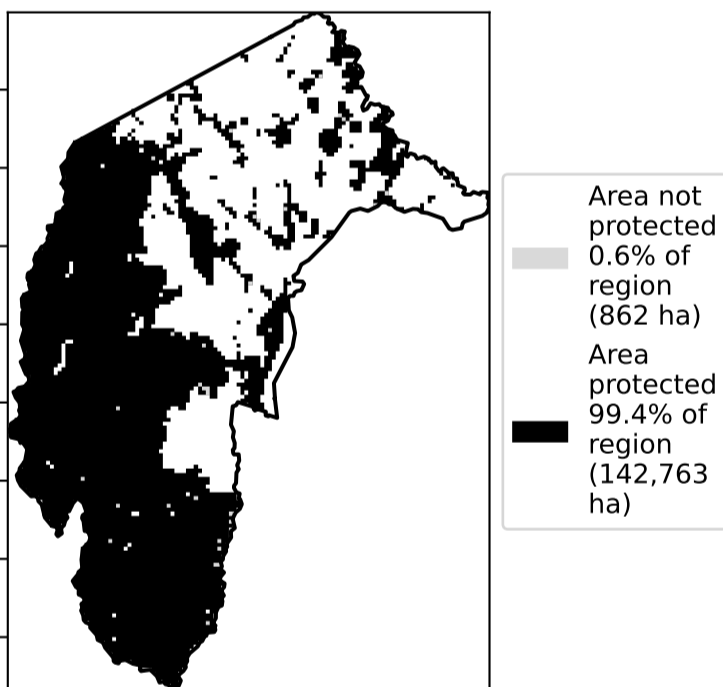 Area not
protected
0.6% of
region
(862 ha)
Area
protected
99.4% of
region
(142,763
ha)